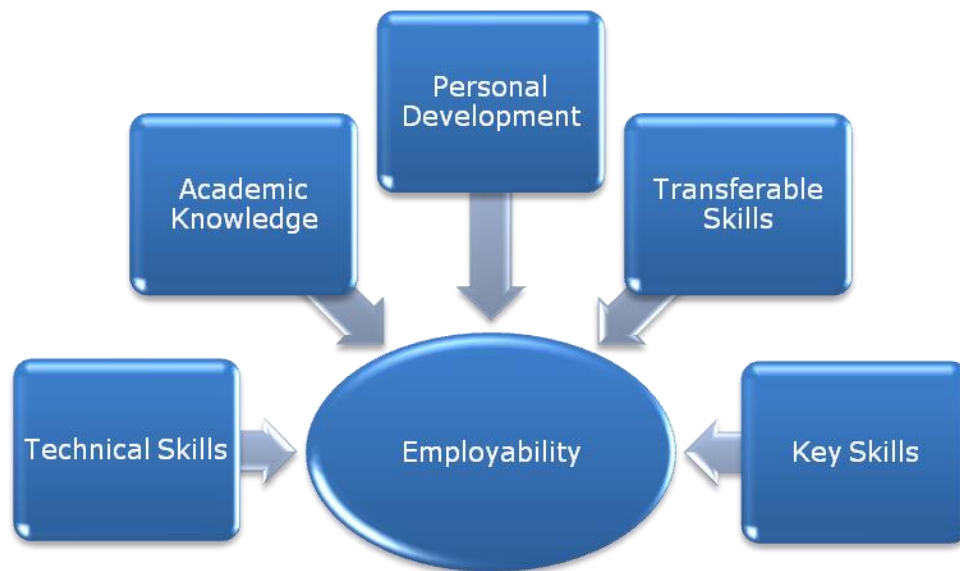 Personal
Development
Academic
Knowledge
Transferable
Skills
Technical Skills
Employability
Key Skills